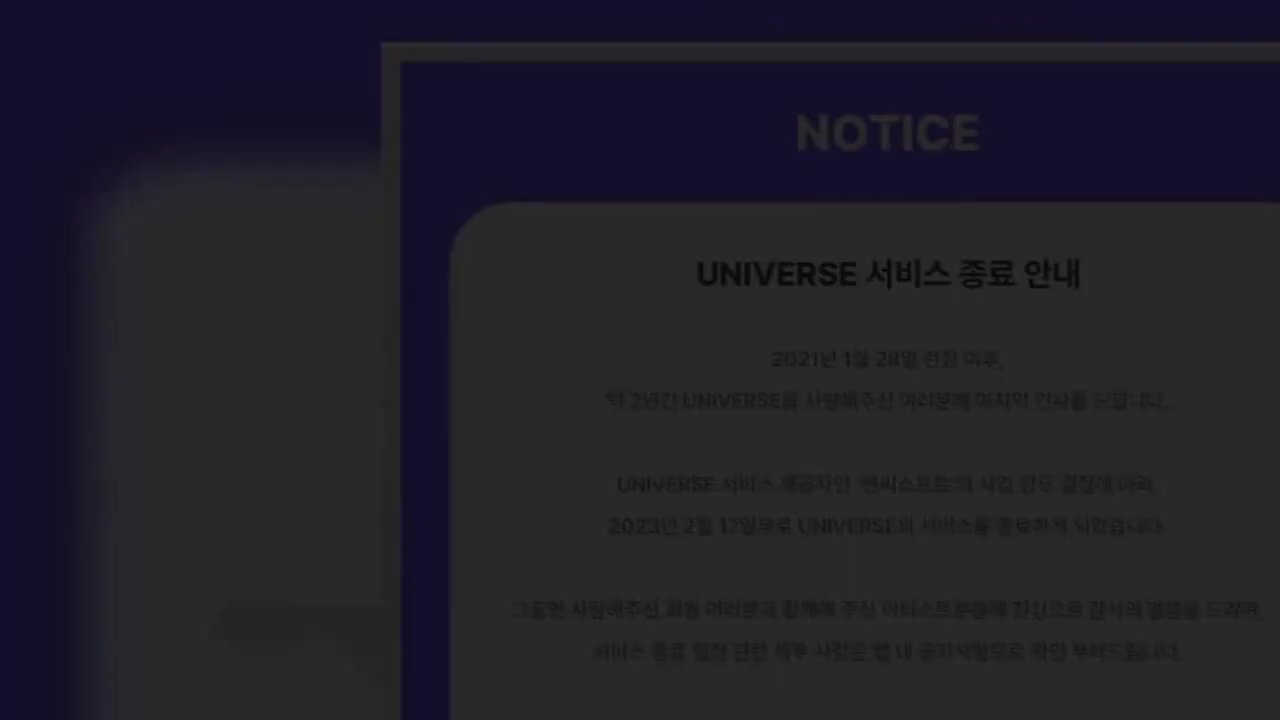 NOTICE
UNIVERSE 서비스 종료 안내
2021년 1월 28일 런칭 이후,
약 2년간 UNIVERSE를 사랑해주신 여러분께 마지막 인사를 드립니다.
UNIVERSE 서비스 제공자인 '엔씨소프트'의 사업 양도 결정에 따라,
2023년 2월 17일부로 UNIVERSE의 서비스를 종료하게 되었습니다.
그동안 사랑해주신 회원 여러분과 함께해 주신 아티스트분들께 진심으로 감사의 말씀을 드리며,
서비스 종료 일정 관련 세부 사항은 앱 내 공지사항으로 확인 부탁드립니다.